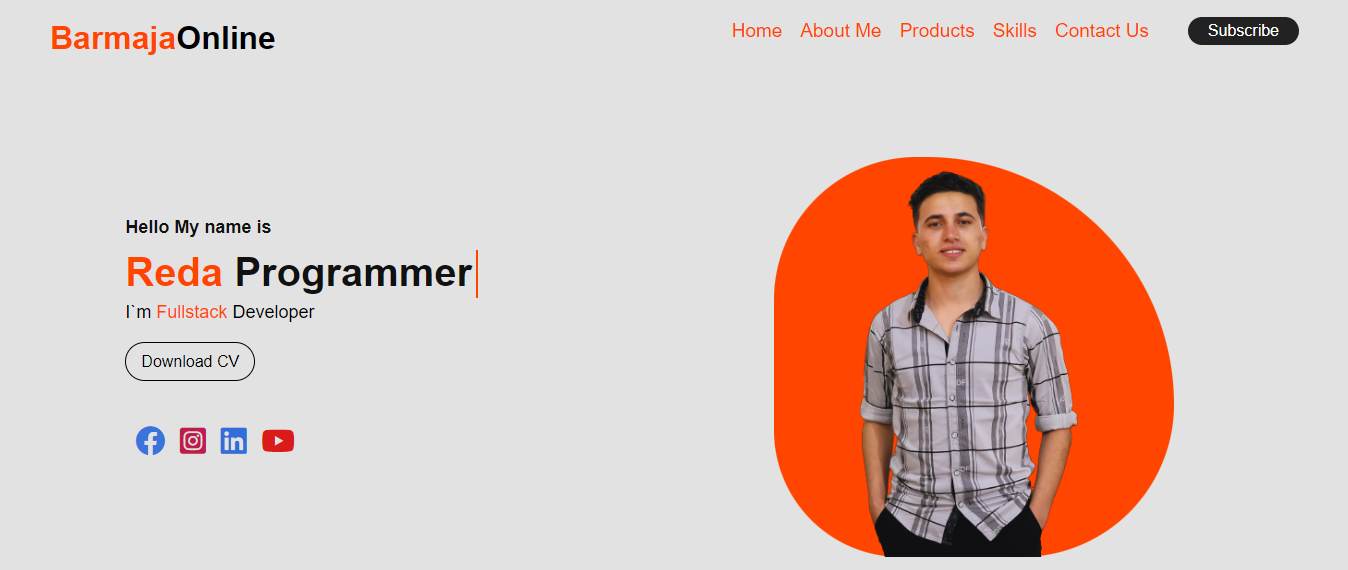 BarmajaOnline
Home About Me Products Skills Contact Us Subscribe
Hello My name is
Reda Programmer
I`m Fullstack Developer
Download CV